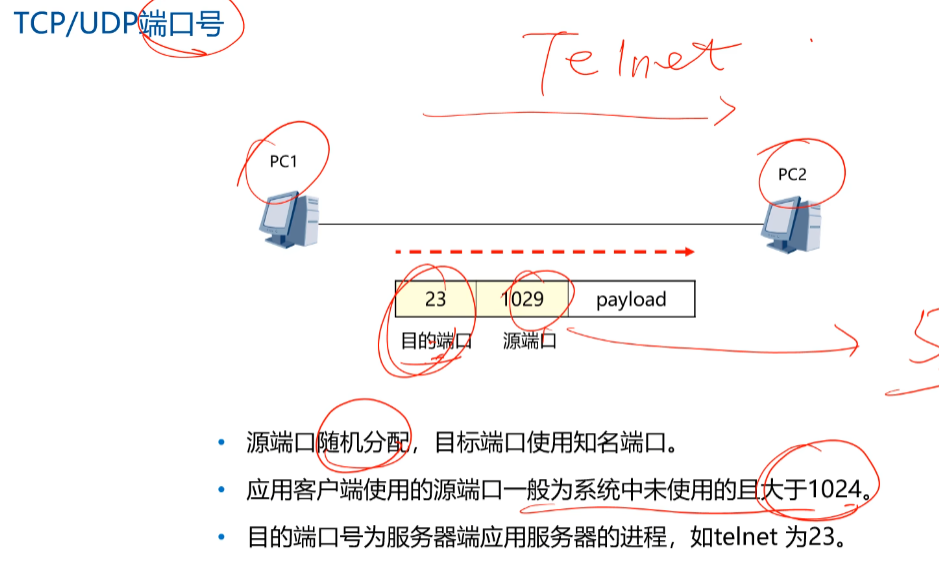 TCP/UDP端口号
Telnet
PC1
PC2
23 1029 payload
目的端口 源端口
• 源端口随机分配，目标端口使用知名端口。
• 应用客户端使用的源端口一般为系统中未使用的且大于1024。
• 目的端口号为服务器端应用服务器的进程，如telnet 为23。